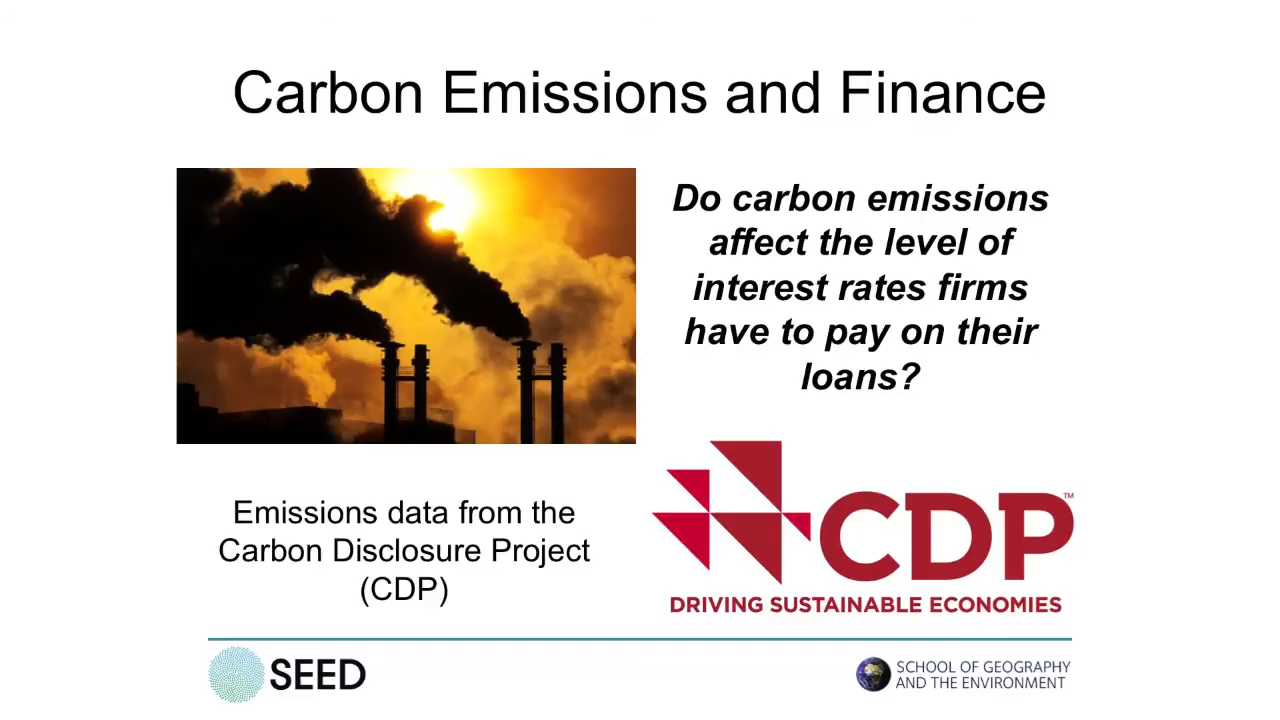 Carbon Emissions and Finance
Do carbon emissions
affect the level of
interest rates firms
have to pay on their
loans?
Emissions data from the
Carbon Disclosure Project
(CDP)
CDP™
DRIVING SUSTAINABLE ECONOMIES
SEED
SCHOOL OF GEOGRAPHY
AND THE ENVIRONMENT